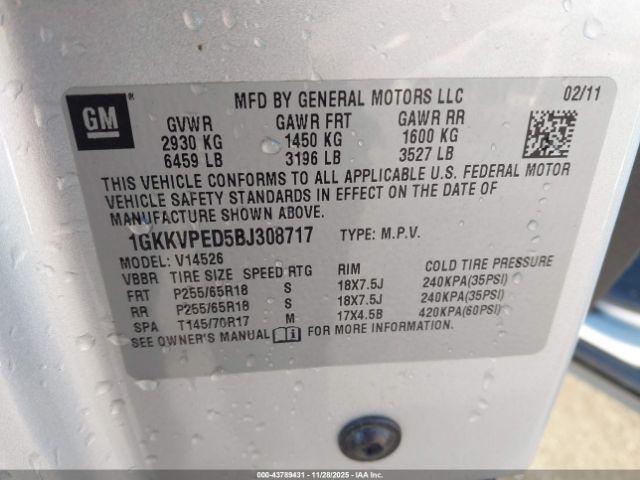 GM
®
MFD BY GENERAL MOTORS LLC 02/11
GVWR GAWR FRT GAWR RR
2930 KG 1450 KG 1600 KG
6459 LB 3196 LB 3527 LB
THIS VEHICLE CONFORMS TO ALL APPLICABLE U.S. FEDERAL MOTOR
VEHICLE SAFETY STANDARDS IN EFFECT ON THE DATE OF
MANUFACTURE SHOWN ABOVE.
1GKKVPED5BJ308717 TYPE: M.P.V.
MODEL: V14526
VBBR TIRE SIZE SPEED RTG RIM COLD TIRE PRESSURE
FRT P255/65R18 S 18X7.5J 240KPA(35PSI)
RR P255/65R18 S 18X7.5J 240KPA(35PSI)
SPA T145/70R17 M 17X4.5B 420KPA(60PSI)
SEE OWNER'S MANUAL FOR MORE INFORMATION.
000-43789431 - 11/28/2025 - IAA Inc.